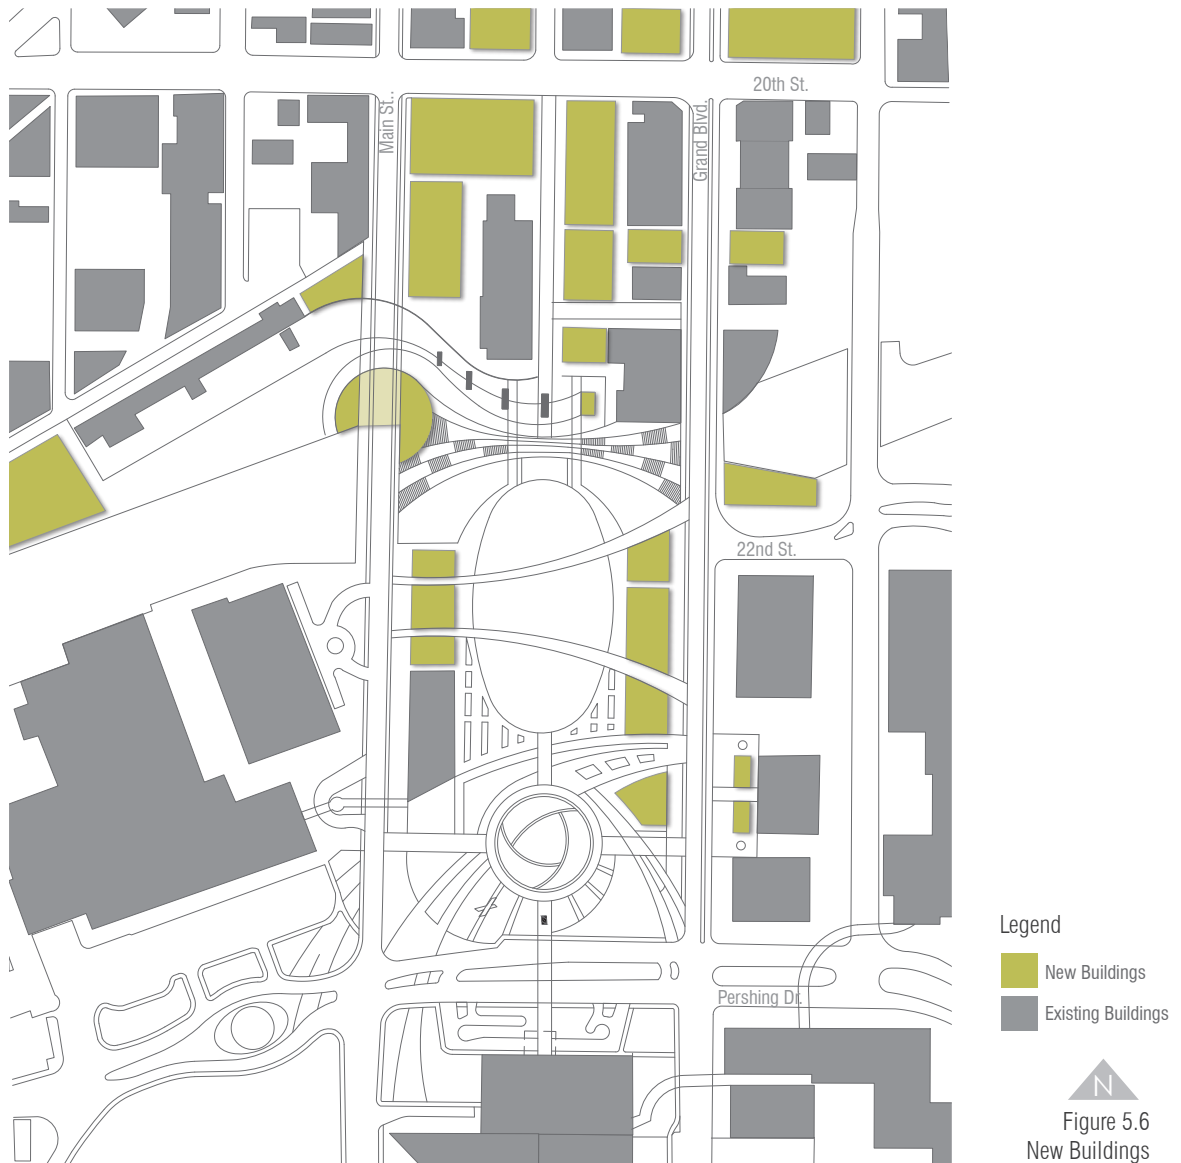 20th St.
Main St..
Grand Blvd.
22nd St.
Pershing Dr.
Legend
New Buildings
Existing Buildings
N
Figure 5.6
New Buildings